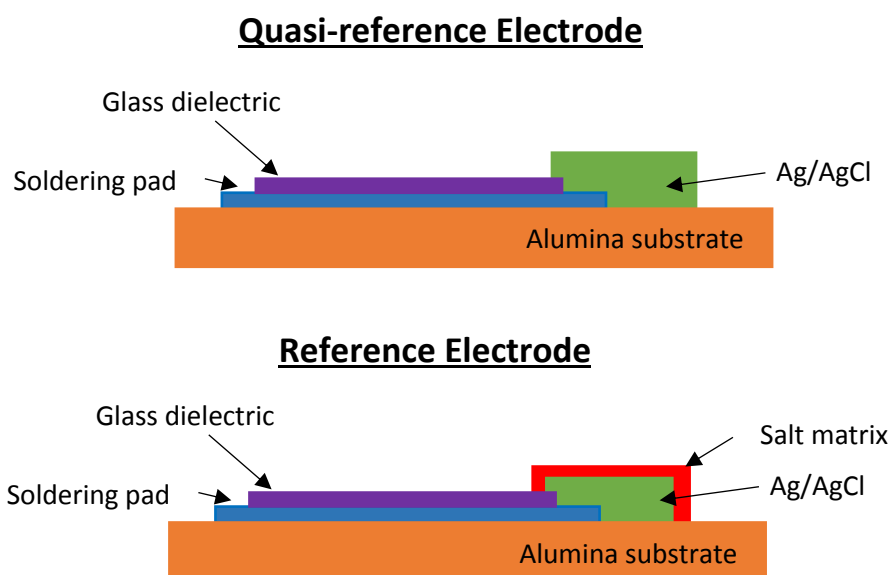 Quasi-reference Electrode
Glass dielectric
Soldering pad
Ag/AgCl
Alumina substrate
Reference Electrode
Glass dielectric
Salt matrix
Soldering pad
Ag/AgCl
Alumina substrate